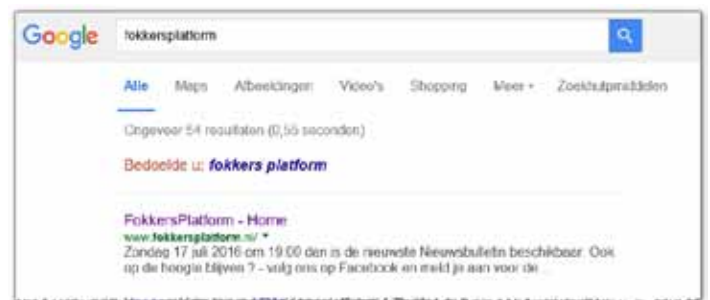 Google fokkersplatform
Alle Maps Afbeeldingen Video's Shopping Meer Zoekhulpmiddelen
Ongeveer 54 resultaten (0,55 seconden)
Bedoelde u: fokkers platform
FokkersPlatform - Home
www.fokkersplatform.nl/
Zondag 17 juli 2016 om 19:00 dan is de nieuwste Nieuwsbulletin beschikbaar. Ook
op de hoogte blijven ? - volg ons op Facebook en meld je aan voor de ...